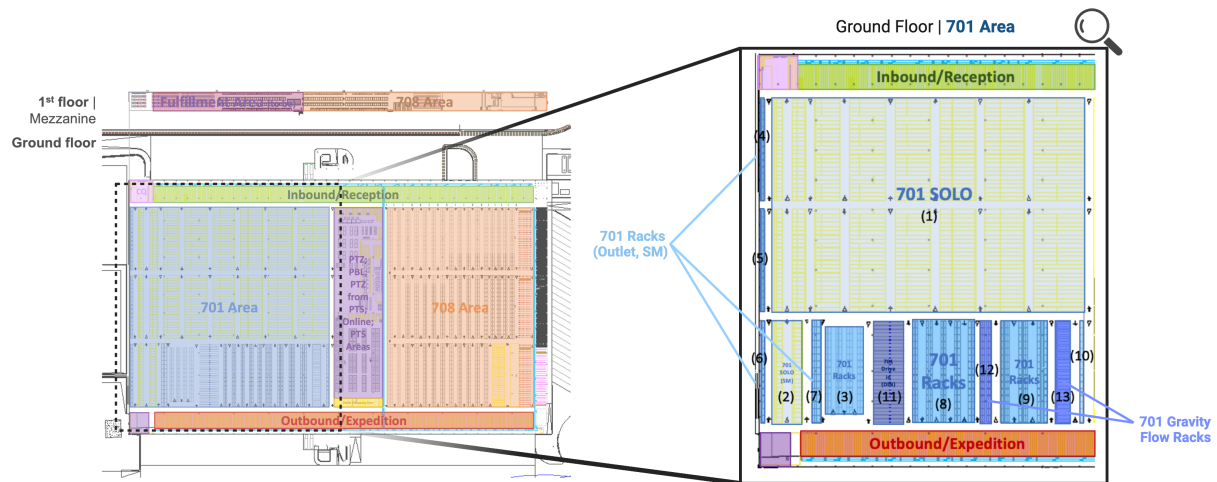 Ground Floor | 701 Area
1st floor |
Mezzanine
Ground floor
Fulfillment Area
708 Area
Inbound/Reception
701 Area
PTZ;
PBL;
PTZ
from
PTS;
Online;
PTS
Areas
708 Area
Outbound/Expedition
Inbound/Reception
(4)
701 SOLO
(1)
(5)
701 Racks
(Outlet, SM)
(6)
701
SOLO
(SM)
(2)
(7)
701
Racks
(3)
(11)
701
Racks
(8)
(12)
701
Racks
(9)
(13)
(10)
701 Gravity
Flow Racks
Outbound/Expedition